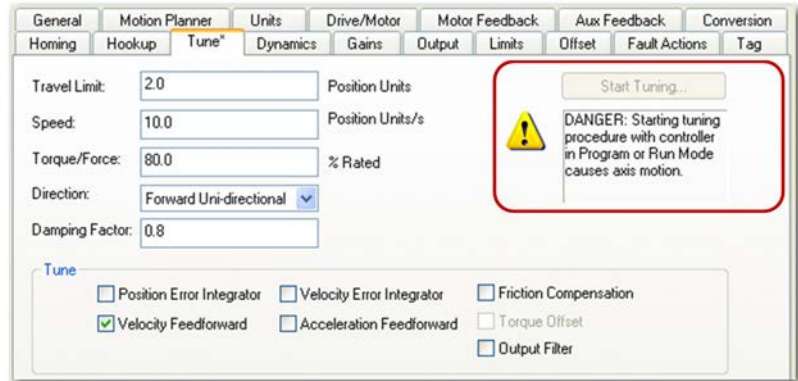 General Motion Planner Units Drive/Motor Motor Feedback Aux Feedback Conversion
Homing Hookup Tune* Dynamics Gains Output Limits Offset Fault Actions Tag
Travel Limit: 2.0 Position Units
Start Tuning...
Speed: 10.0 Position Units/s
DANGER: Starting tuning
procedure with controller
in Program or Run Mode
causes axis motion.
Torque/Force: 80.0 % Rated
Direction: Forward Uni-directional
Damping Factor: 0.8
Tune
Position Error Integrator Velocity Error Integrator Friction Compensation
Velocity Feedforward Acceleration Feedforward Torque Offset
Output Filter